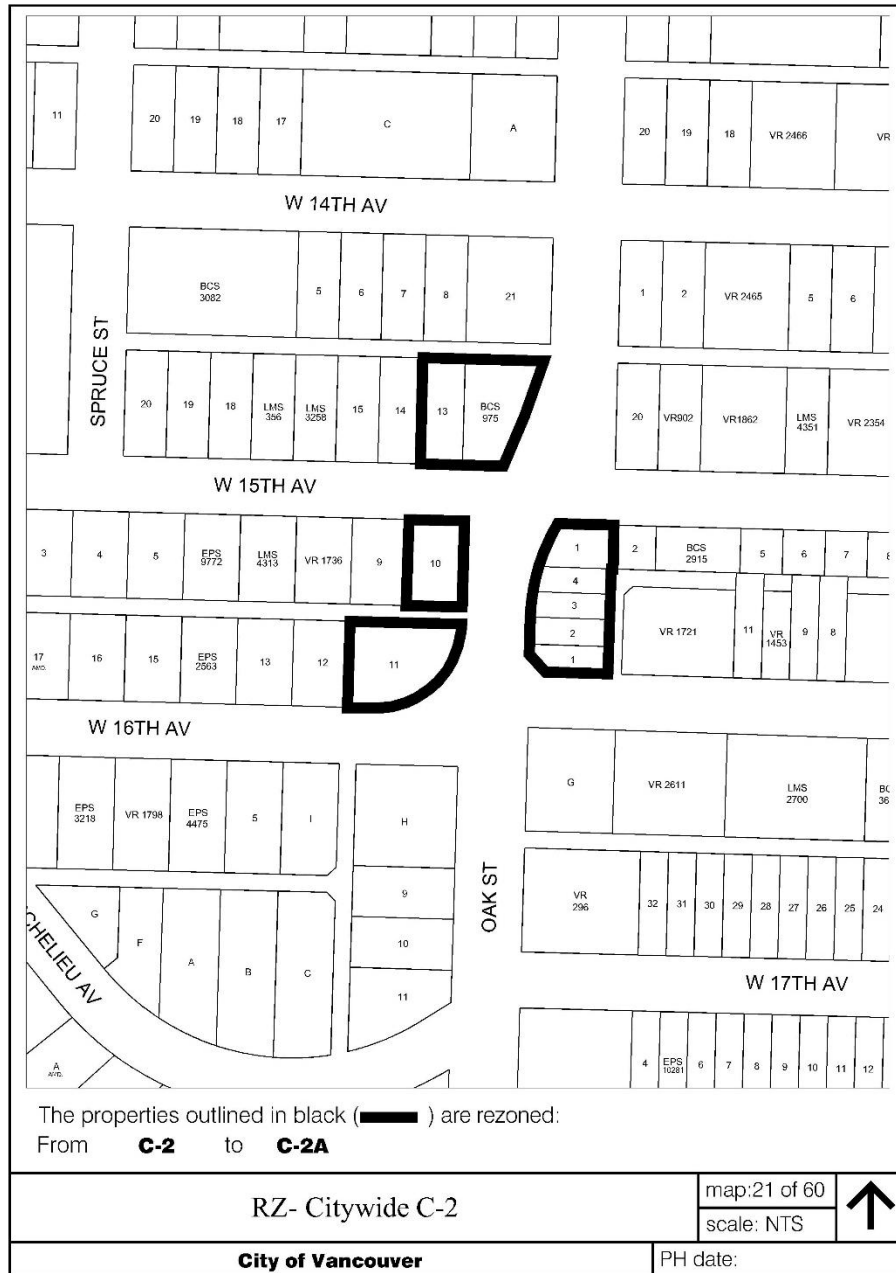 11
20 19 18 17 C A
20 19 18 VR 2466 VR
W 14TH AV
BCS
3082
5 6 7 8 21
1 2 VR 2465 5 6
SPRUCE ST
20 19 18
LMS
356
LMS
3258
15 14 13
BCS
975
20 VR902 VR1862
LMS
4351
VR 2354
W 15TH AV
3 4 5
EPS
9772
LMS
4313
VR 1736 9 10
1
4
3
2
1
2
BCS
2915
5 6 7 8
VR 1721
11
VR
1453
9 8
17
AMD.
16 15
EPS
2563
13 12 11
W 16TH AV
EPS
3218
VR 1798
EPS
4475
5 I
H
9
10
11
G
VR 2611
LMS
2700
OAK ST
G F A B C
CHELIEU AV
A
AMD.
VR
296
32 31 30 29 28 27 26 25 24
W 17TH AV
4
EPS
10281
6 7 8 9 10 11 12
The properties outlined in black ( ) are rezoned:
From C-2 to C-2A
RZ- Citywide C-2
map:21 of 60
scale: NTS
City of Vancouver
PH date: